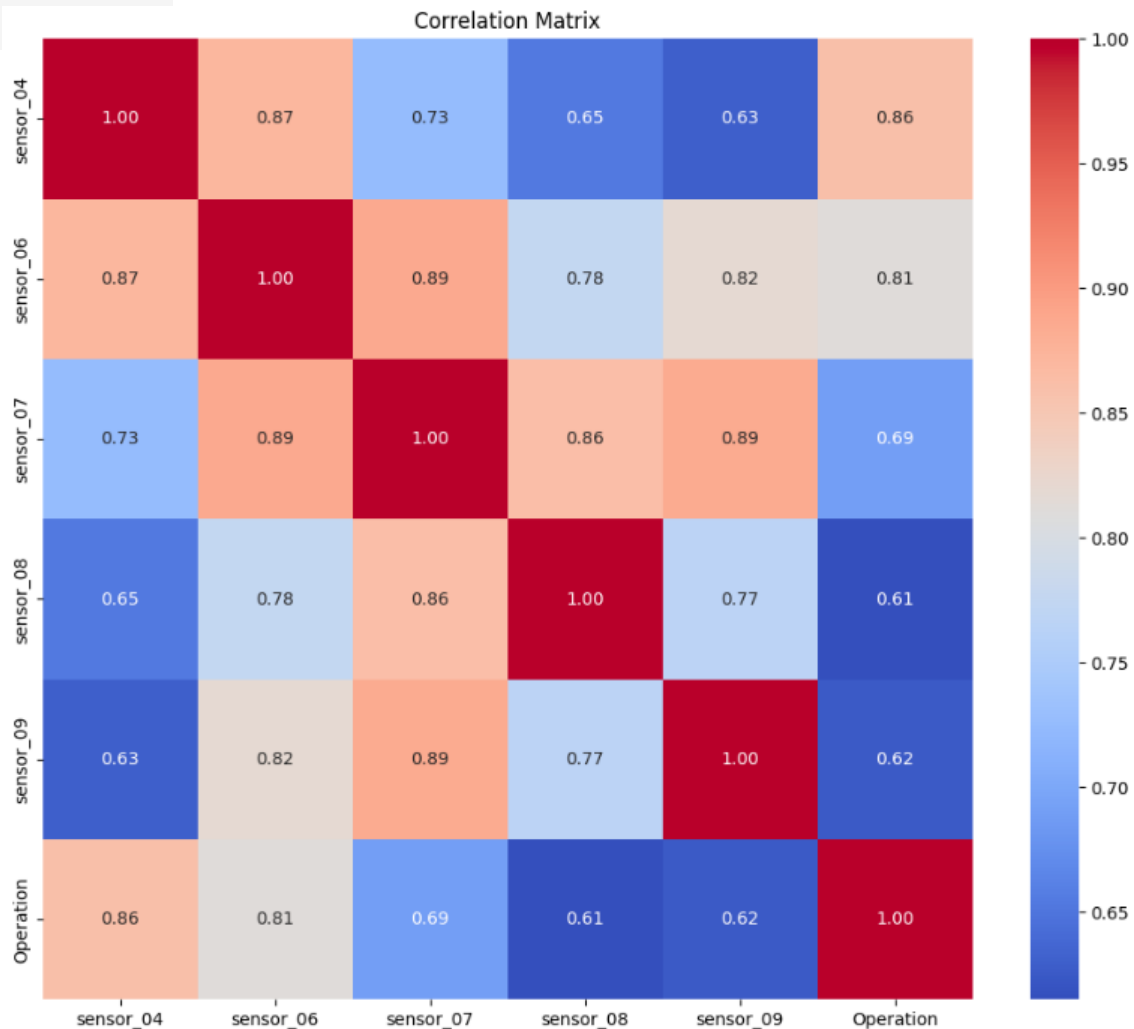 Correlation Matrix
sensor_04 1.00 0.87 0.73 0.65 0.63 0.86
sensor_06 0.87 1.00 0.89 0.78 0.82 0.81
sensor_07 0.73 0.89 1.00 0.86 0.89 0.69
sensor_08 0.65 0.78 0.86 1.00 0.77 0.61
sensor_09 0.63 0.82 0.89 0.77 1.00 0.62
Operation 0.86 0.81 0.69 0.61 0.62 1.00
sensor_04 sensor_06 sensor_07 sensor_08 sensor_09 Operation
1.00
0.95
0.90
0.85
0.80
0.75
0.70
0.65